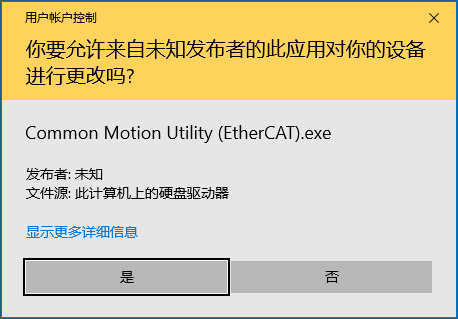 用户帐户控制
你要允许来自未知发布者的此应用对你的设备
进行更改吗?
Common Motion Utility (EtherCAT).exe
发布者: 未知
文件源: 此计算机上的硬盘驱动器
显示更多详细信息
是
否